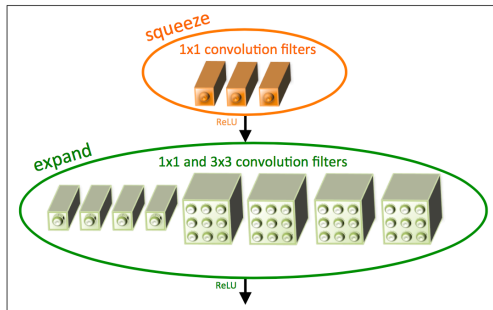 squeeze
1x1 convolution filters
ReLU
expand
1x1 and 3x3 convolution filters
ReLU